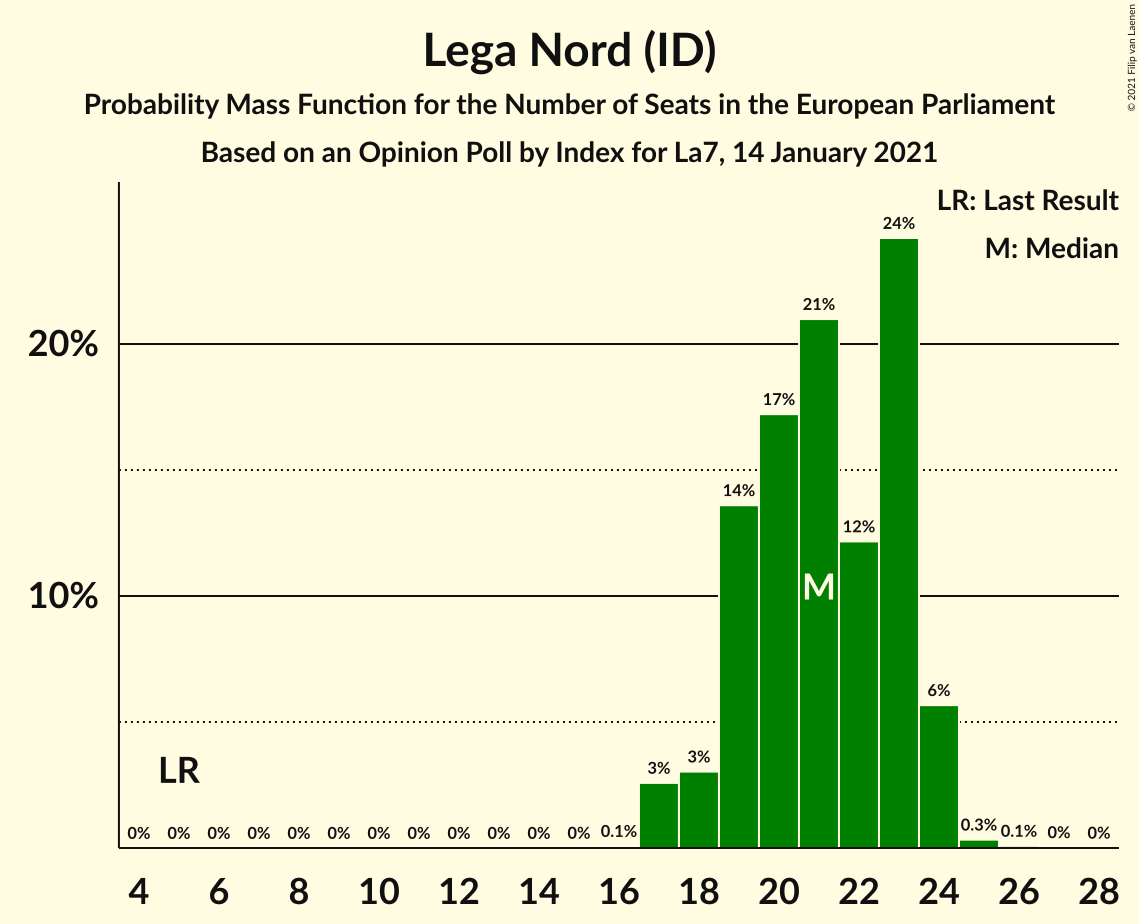 Lega Nord (ID)
Probability Mass Function for the Number of Seats in the European Parliament
Based on an Opinion Poll by Index for La7, 14 January 2021
© 2021 Filip van Laenen
LR: Last Result
M: Median
24%
21%
20%
17%
14%
12%
10%
M
6%
LR
3%
3%
0% 0% 0% 0% 0% 0% 0% 0% 0% 0% 0% 0% 0.1% 0.3% 0.1% 0% 0%
4 6 8 10 12 14 16 18 20 22 24 26 28